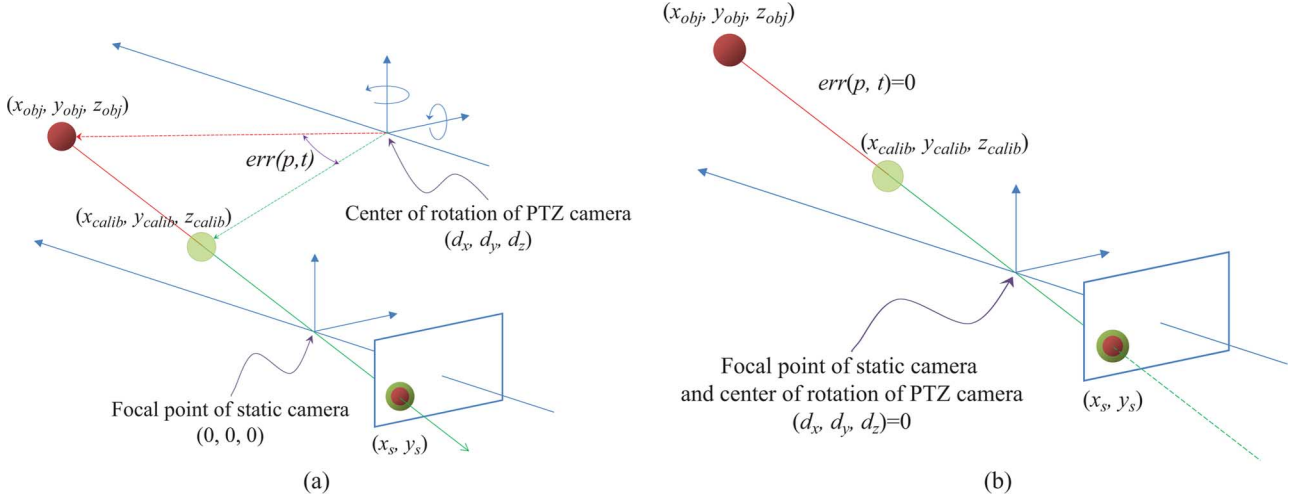 (x_obj, y_obj, z_obj)
err(p,t)
(x_calib, y_calib, z_calib)
Center of rotation of PTZ camera
(d_x, d_y, d_z)
Focal point of static camera
(0, 0, 0)
(x_s, y_s)
(a)
(x_obj, y_obj, z_obj)
err(p, t)=0
(x_calib, y_calib, z_calib)
Focal point of static camera
and center of rotation of PTZ camera
(d_x, d_y, d_z)=0
(x_s, y_s)
(b)